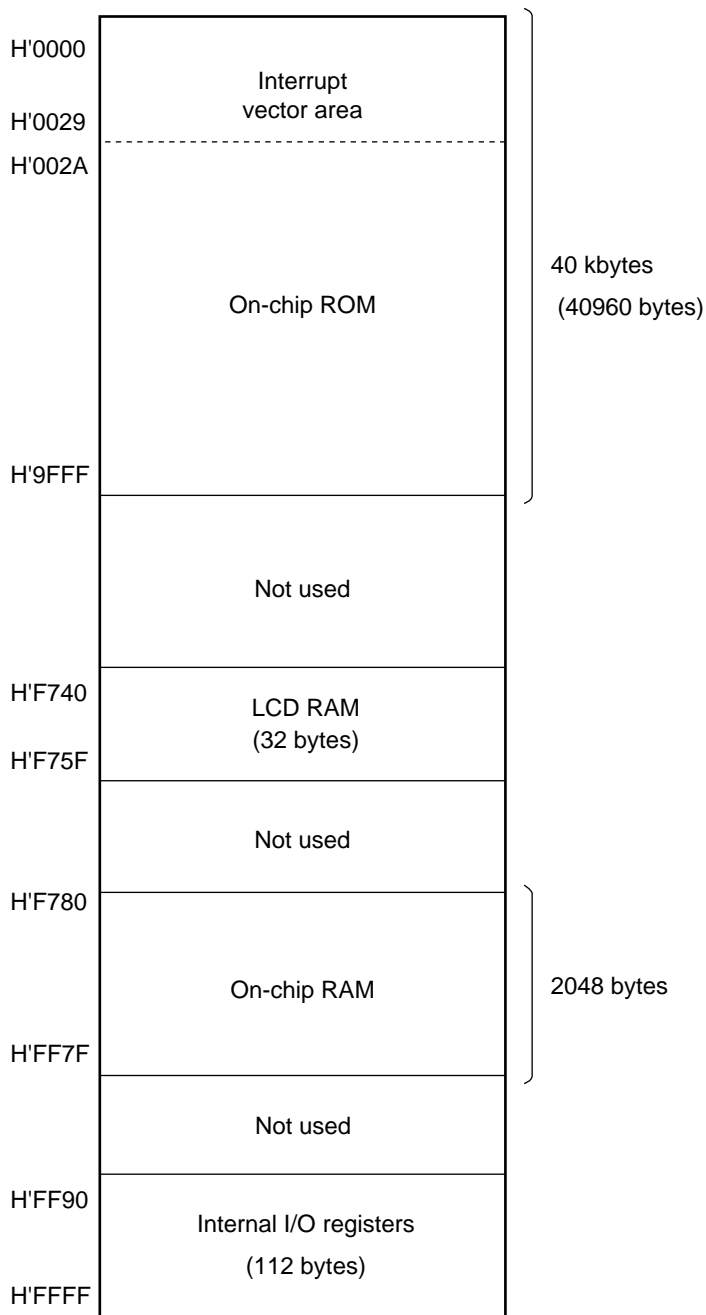 H'0000
Interrupt
vector area
H'0029
H'002A
40 kbytes
(40960 bytes)
On-chip ROM
H'9FFF
Not used
H'F740
LCD RAM
(32 bytes)
H'F75F
Not used
H'F780
On-chip RAM
2048 bytes
H'FF7F
Not used
H'FF90
Internal I/O registers
(112 bytes)
H'FFFF